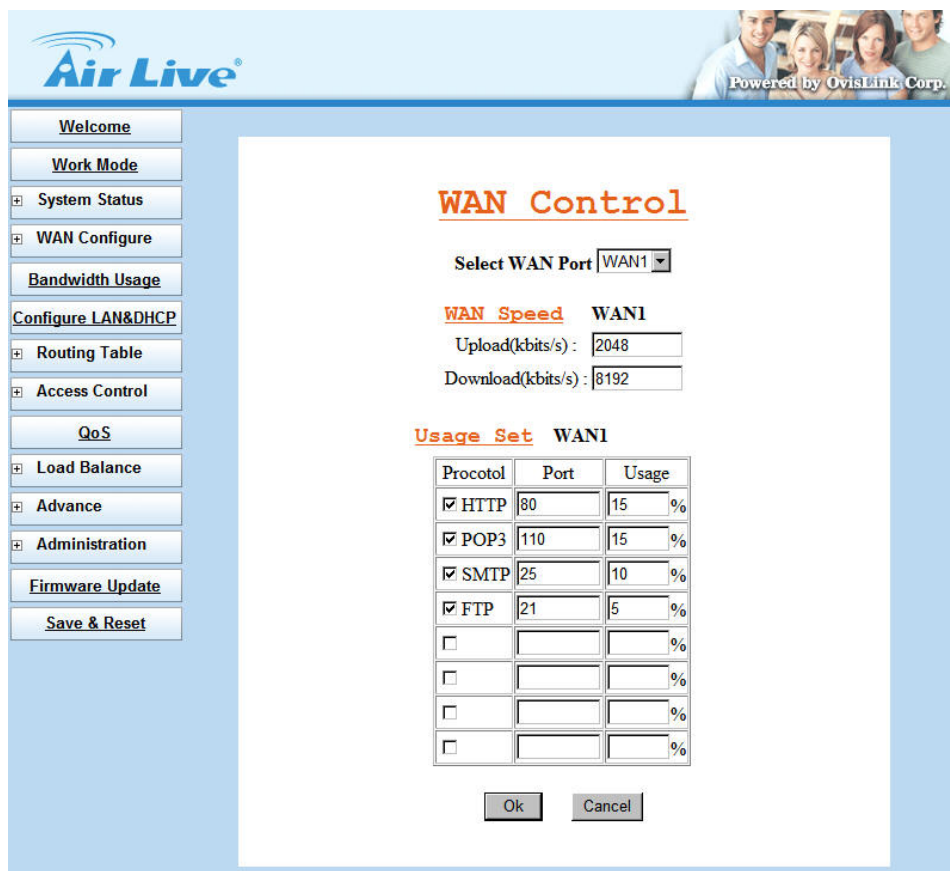 Air Live®
Powered by OvisLink Corp.
Welcome
Work Mode
System Status
WAN Configure
Bandwidth Usage
Configure LAN&DHCP
Routing Table
Access Control
QoS
Load Balance
Advance
Administration
Firmware Update
Save & Reset
WAN Control
Select WAN Port WAN1
WAN Speed WAN1
Upload(kbits/s) : 2048
Download(kbits/s) : 8192
Usage Set WAN1
Procotol Port Usage
HTTP 80 15 %
POP3 110 15 %
SMTP 25 10 %
FTP 21 5 %
%
%
%
%
Ok Cancel